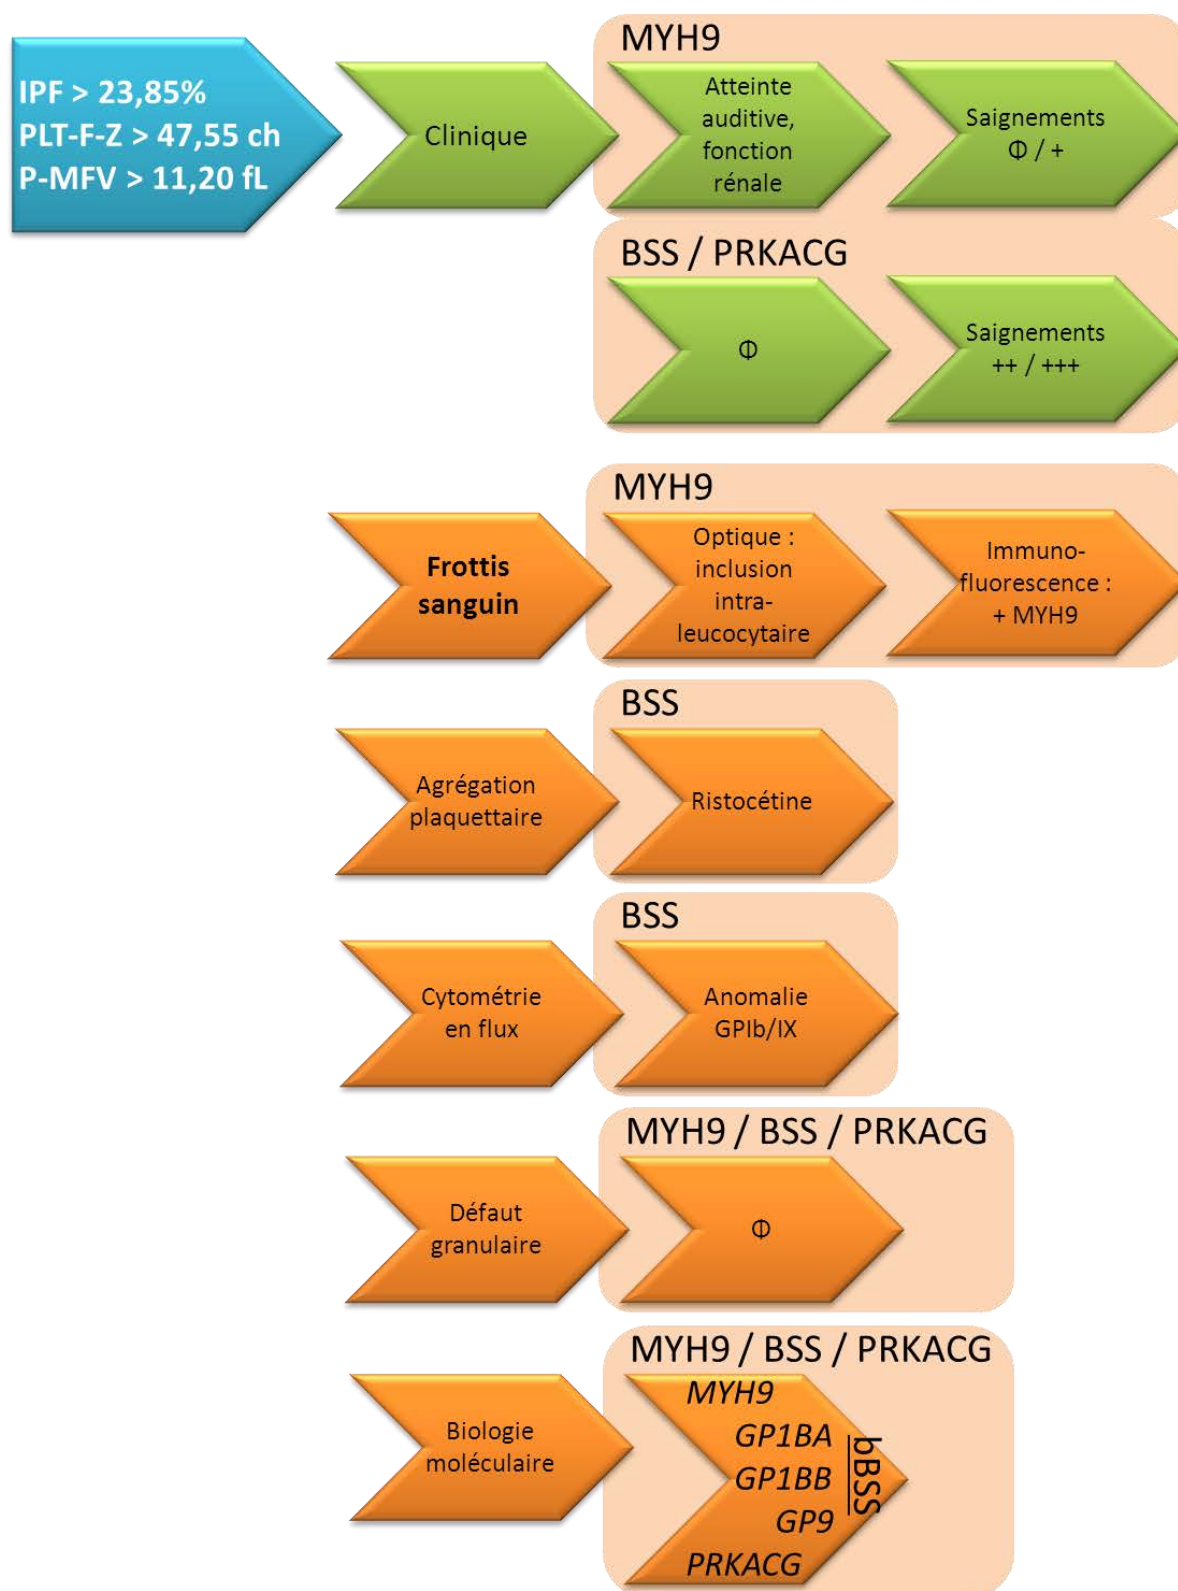 IPF > 23,85%
PLT-F-Z > 47,55 ch
P-MFV > 11,20 fL
Clinique
MYH9
Atteinte
auditive,
fonction
rénale
Saignements
Φ / +
BSS / PRKACG
Φ
Saignements
++ / +++
Frottis
sanguin
MYH9
Optique :
inclusion
intra-
leucocytaire
Immuno-
fluorescence :
+ MYH9
Agrégation
plaquettaire
BSS
Ristocétine
Cytométrie
en flux
BSS
Anomalie
GPIb/IX
Défaut
granulaire
MYH9 / BSS / PRKACG
Φ
Biologie
moléculaire
MYH9 / BSS / PRKACG
MYH9
GP1BA
GP1BB
GP9
bBSS
PRKACG